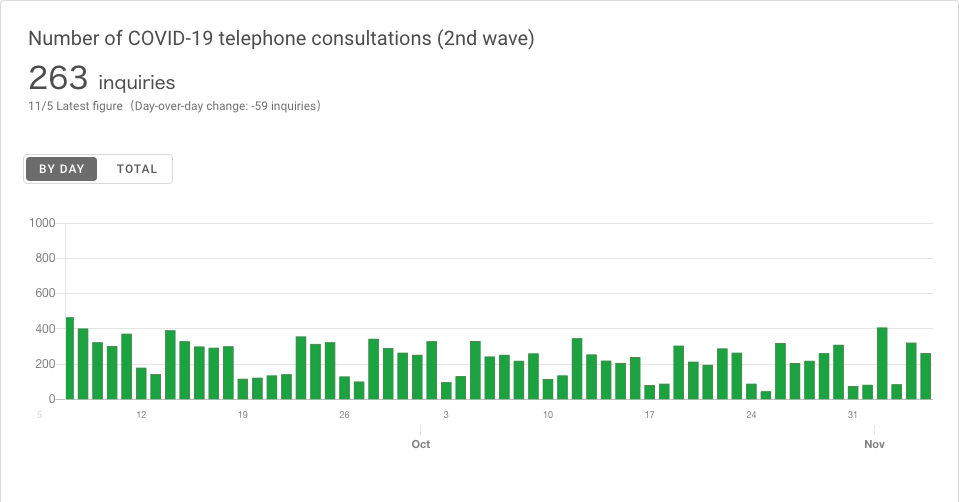 Number of COVID-19 telephone consultations (2nd wave)
263 inquiries
11/5 Latest figure（Day-over-day change: -59 inquiries）
BY DAY TOTAL
1000
800
600
400
200
0
5 12 19 26 3 10 17 24 31
Oct Nov